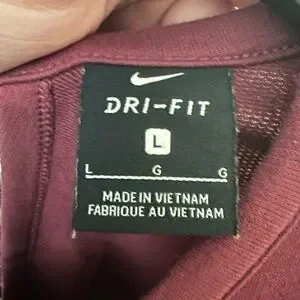 DRI-FIT
L
L G G
MADE IN VIETNAM
FABRIQUE AU VIETNAM